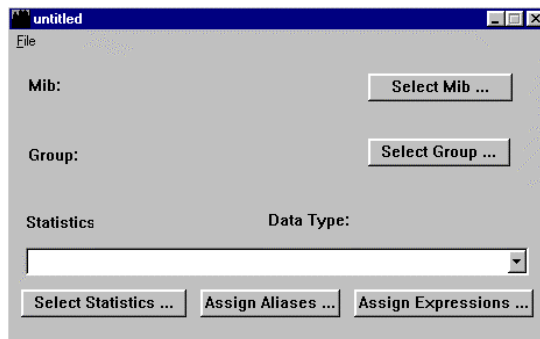 untitled
File
Mib:
Select Mib ...
Group:
Select Group ...
Statistics
Data Type:
Select Statistics ...
Assign Aliases ...
Assign Expressions ...